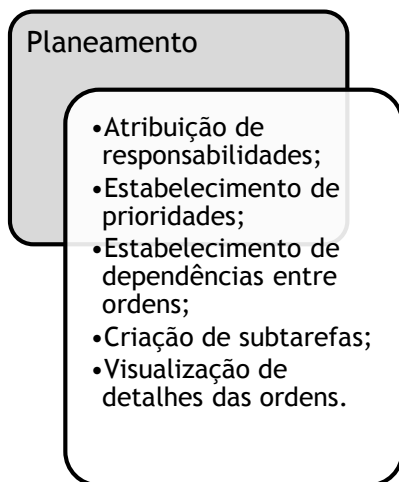 Planeamento
•Atribuição de
responsabilidades;
•Estabelecimento de
prioridades;
•Estabelecimento de
dependências entre
ordens;
•Criação de subtarefas;
•Visualização de
detalhes das ordens.